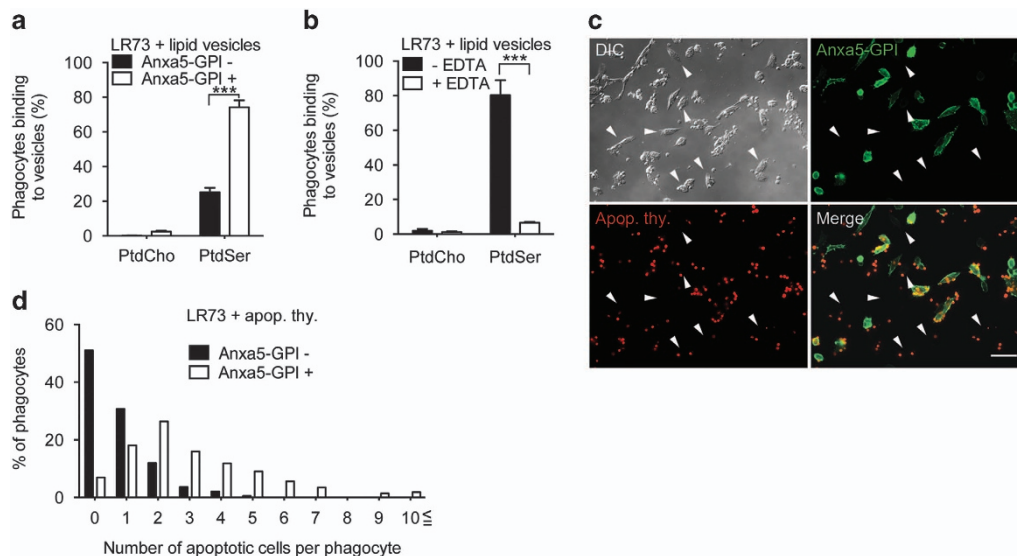 a
LR73 + lipid vesicles
Anxa5-GPI -
Anxa5-GPI +
***
Phagocytes binding
to vesicles (%)
100
80
60
40
20
0
PtdCho PtdSer
b
LR73 + lipid vesicles
- EDTA
+ EDTA
***
Phagocytes binding
to vesicles (%)
100
80
60
40
20
0
PtdCho PtdSer
c
DIC
Anxa5-GPI
Apop. thy.
Merge
d
LR73 + apop. thy.
Anxa5-GPI -
Anxa5-GPI +
% of phagocytes
60
40
20
0
0 1 2 3 4 5 6 7 8 9 10 ≦
Number of apoptotic cells per phagocyte